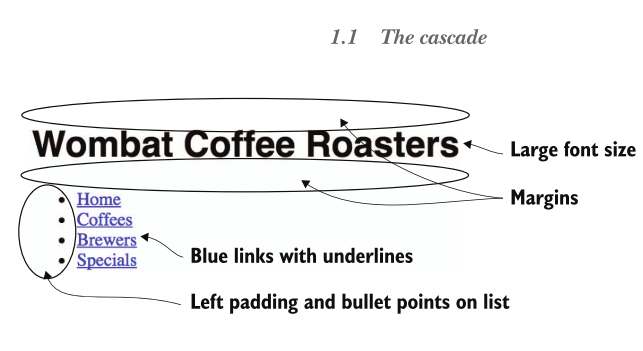 1.1 The cascade
Wombat Coffee Roasters
Large font size
Margins
• Home
• Coffees
• Brewers
• Specials
Blue links with underlines
Left padding and bullet points on list